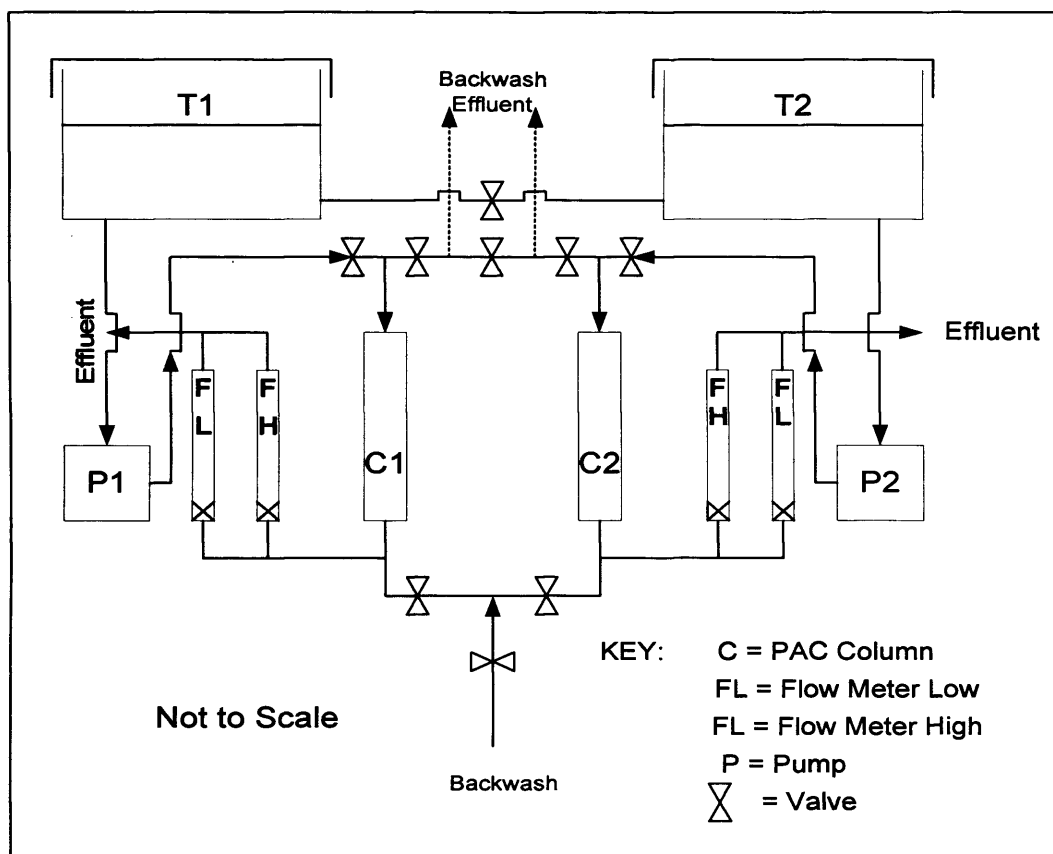 T1
T2
Backwash
Effluent
Effluent
Effluent
F
L
F
H
F
H
F
L
P1
C1
C2
P2
KEY: C = PAC Column
FL = Flow Meter Low
Not to Scale
FL = Flow Meter High
P = Pump
Backwash
= Valve